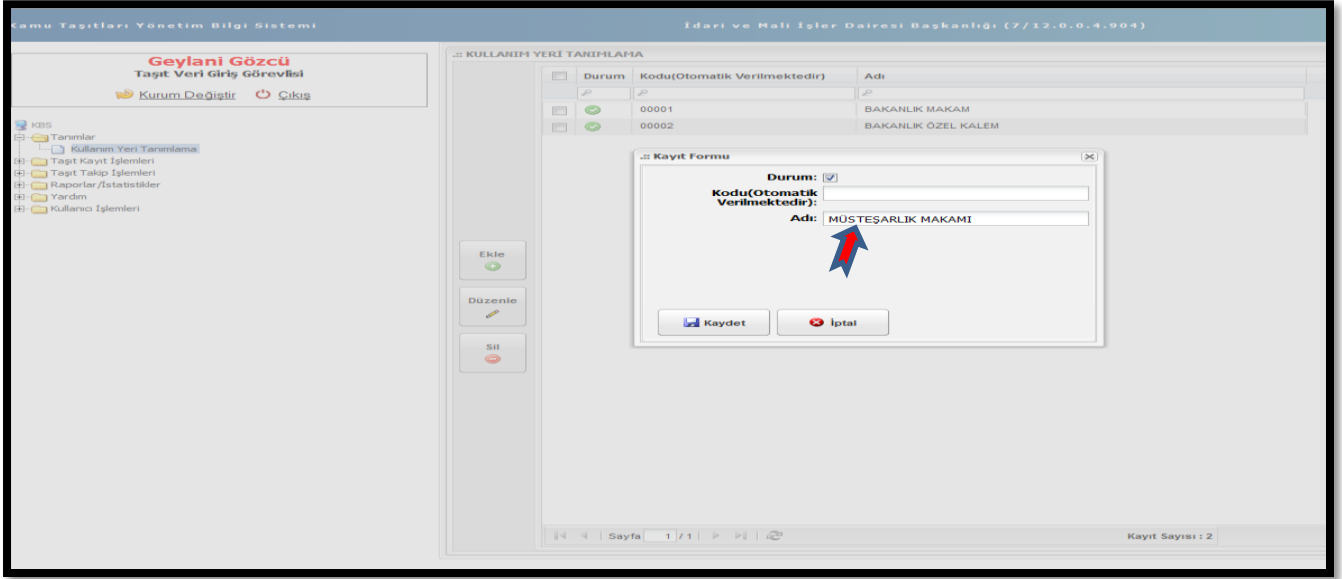 Kamu Taşıtları Yönetim Bilgi Sistemi
İdari ve Mali İşler Dairesi Başkanlığı (7/12.0.0.4.904)
Geylani Gözcü
Taşıt Veri Giriş Görevlisi
Kurum Değiştir Çıkış
KBS
Tanımlar
Kullanım Yeri Tanımlama
Taşıt Kayıt İşlemleri
Taşıt Takip İşlemleri
Raporlar/İstatistikler
Yardım
Kullanıcı İşlemleri
.:: KULLANIM YERİ TANIMLAMA
Durum Kodu(Otomatik Verilmektedir) Adı
00001 BAKANLIK MAKAM
00002 BAKANLIK ÖZEL KALEM
Ekle
Düzenle
Sil
.:: Kayıt Formu
Durum:
Kodu(Otomatik
Verilmektedir):
Adı: MÜSTEŞARLIK MAKAMI
Kaydet İptal
Sayfa 1 / 1 Kayıt Sayısı : 2